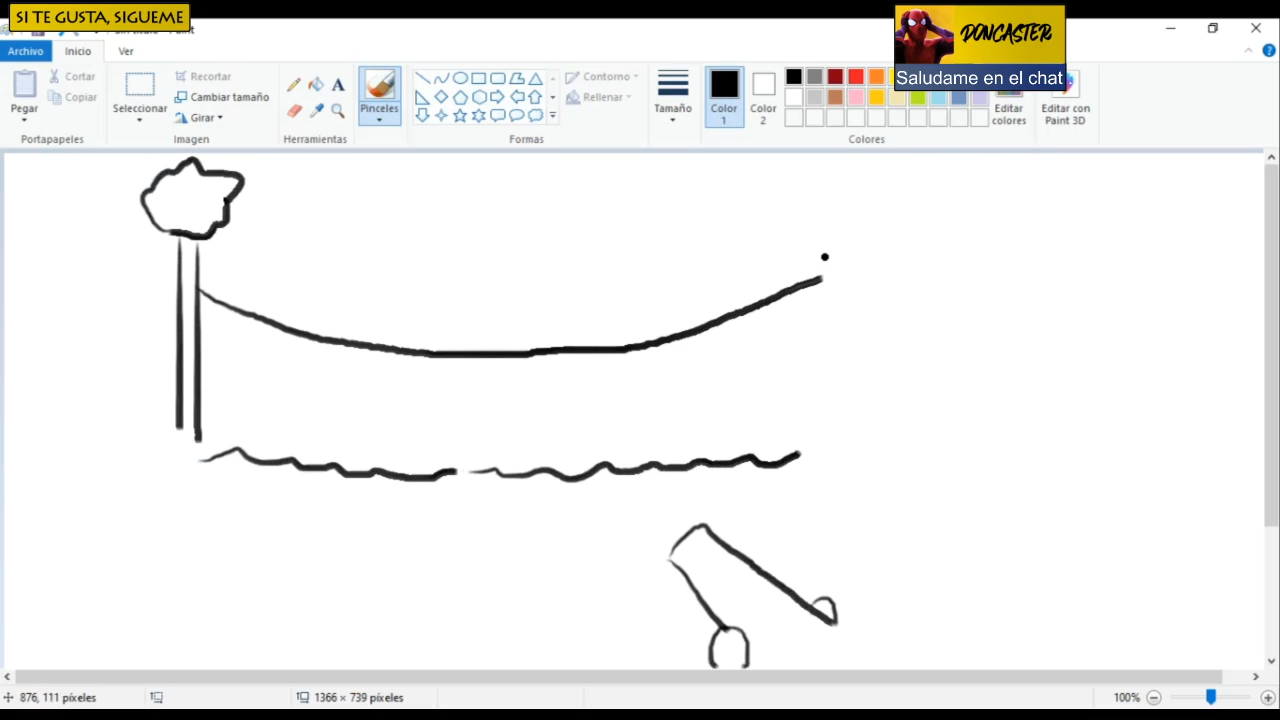 SI TE GUSTA, SIGUEME
DONCASTER
Saludame en el chat
Archivo Inicio Ver
Pegar
Cortar
Copiar
Portapapeles
Seleccionar
Recortar
Cambiar tamaño
Girar
Imagen
Herramientas
Pinceles
Formas
Contorno
Rellenar
Tamaño
Color
1
Color
2
Colores
Editar
colores
Editar con
Paint 3D
876, 111 píxeles
1366 × 739 píxeles
100%